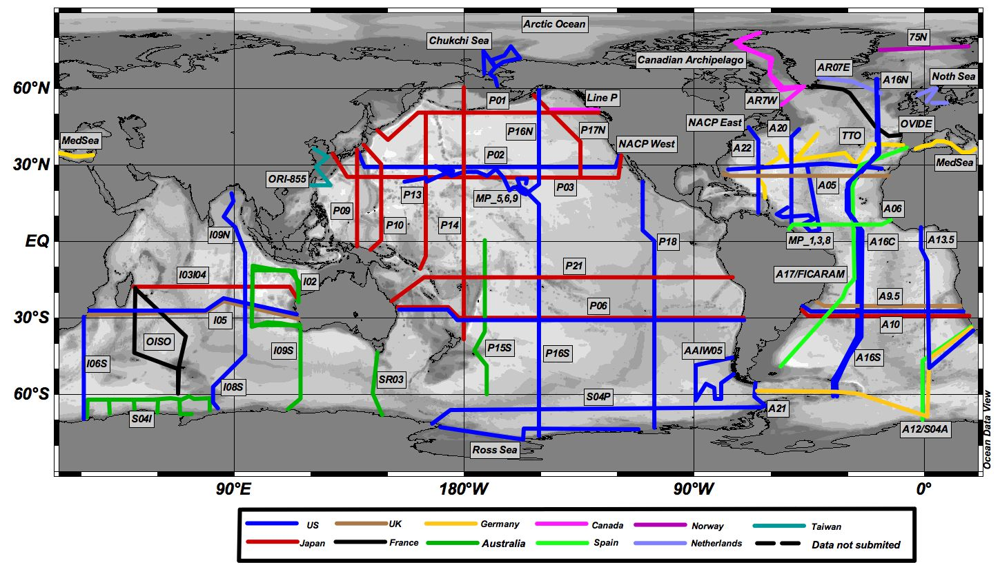 Arctic Ocean
Chukchi Sea
75N
Canadian Archipelago
AR07E
A16N
Noth Sea
60°N
P01
Line P
AR7W
NACP East
A20
OVIDE
P16N
P17N
TTO
MedSea
A22
NACP West
P02
MedSea
30°N
ORI-855
A05
P03
P13
MP_5,6,9
P09
A06
P10
P14
I09N
EQ
P18
MP_1,3,8
A16C
A13.5
P21
I03I04
I02
A17/FICARAM
A9.5
P06
30°S
I05
A10
OISO
I09S
P15S
P16S
AAIW05
A16S
I06S
SR03
I08S
60°S
S04P
A21
S04I
A12/S04A
Ross Sea
Ocean Data View
90°E
180°W
90°W
0°
US
UK
Germany
Canada
Norway
Taiwan
Japan
France
Australia
Spain
Netherlands
Data not submited